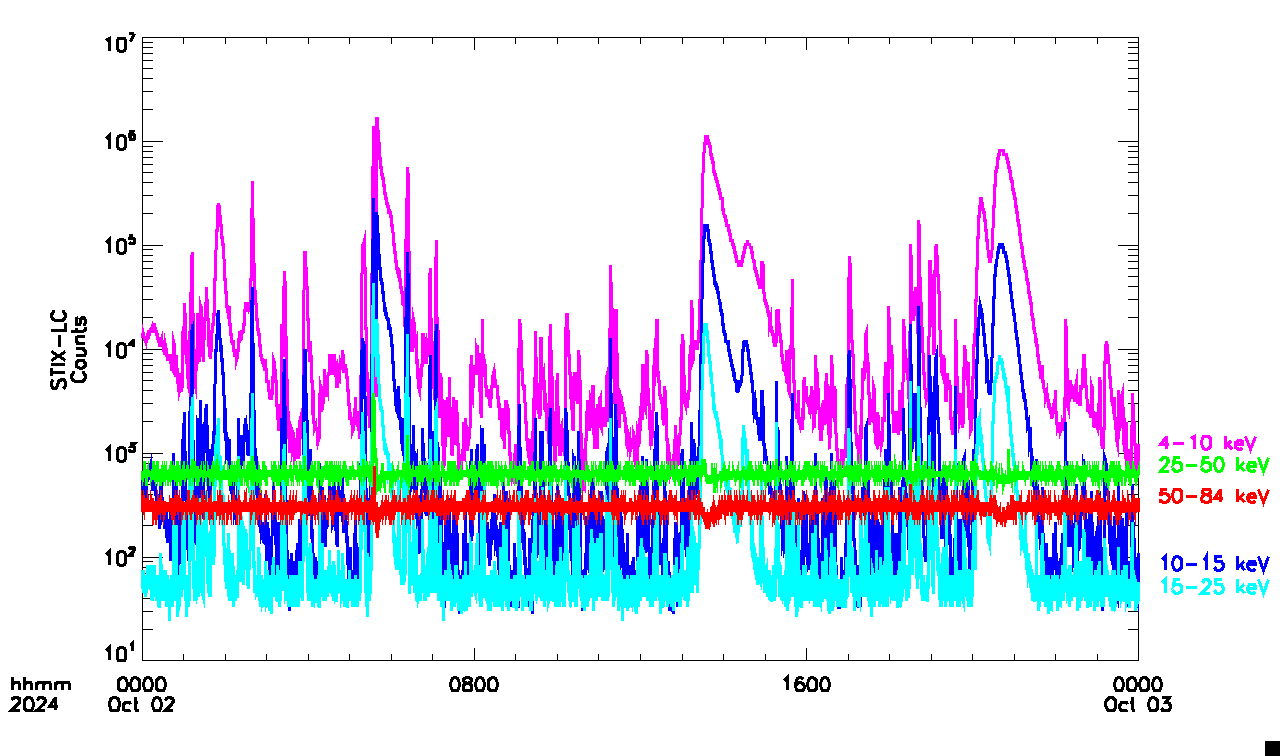 10⁷
10⁶
10⁵
10⁴
10³
10²
10¹
STIX-LC
Counts
4-10 keV
25-50 keV
50-84 keV
10-15 keV
15-25 keV
hhmm 0000 0800 1600 0000
2024 Oct 02 Oct 03